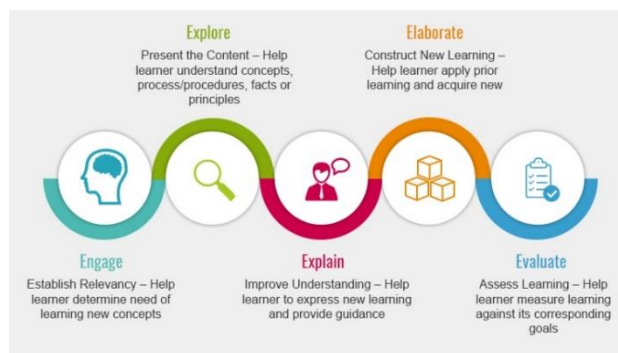 Explore
Present the Content – Help
learner understand concepts,
process/procedures, facts or
principles
Elaborate
Construct New Learning –
Help learner apply prior
learning and acquire new
Engage
Establish Relevancy – Help
learner determine need of
learning new concepts
Explain
Improve Understanding – Help
learner to express new learning
and provide guidance
Evaluate
Assess Learning – Help
learner measure learning
against its corresponding
goals